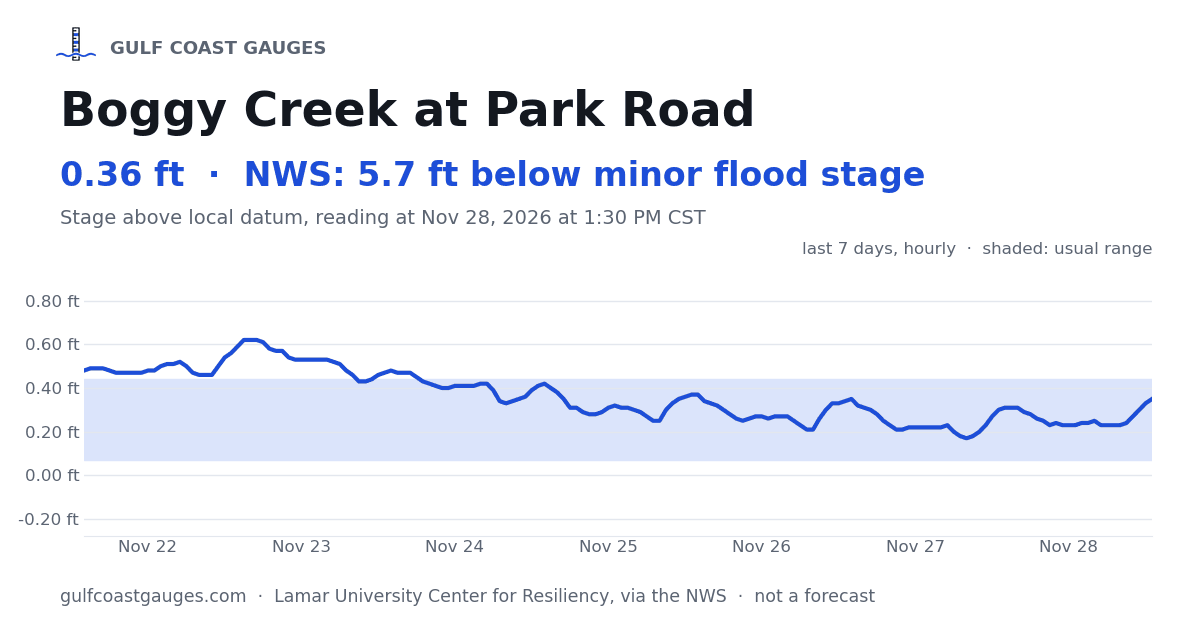 GULF COAST GAUGES
Boggy Creek at Park Road
0.36 ft · NWS: 5.7 ft below minor flood stage
Stage above local datum, reading at Nov 28, 2026 at 1:30 PM CST
last 7 days, hourly · shaded: usual range
0.80 ft
0.60 ft
0.40 ft
0.20 ft
0.00 ft
-0.20 ft
Nov 22 Nov 23 Nov 24 Nov 25 Nov 26 Nov 27 Nov 28
gulfcoastgauges.com · Lamar University Center for Resiliency, via the NWS · not a forecast